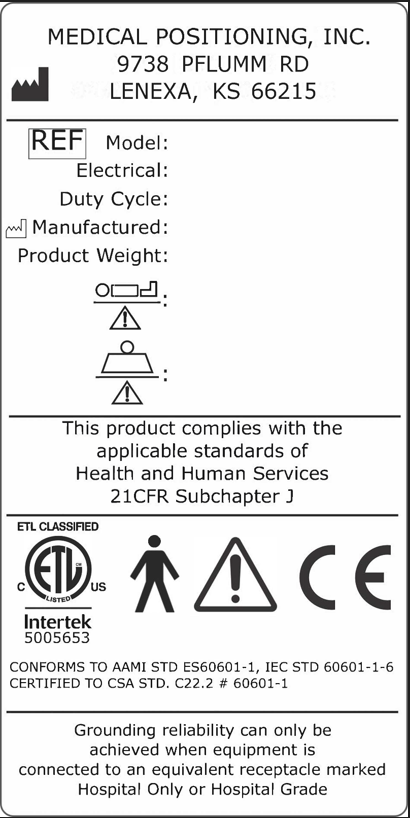 MEDICAL POSITIONING, INC.
9738 PFLUMM RD
LENEXA, KS 66215
REF Model:
Electrical:
Duty Cycle:
Manufactured:
Product Weight:
:
:
This product complies with the
applicable standards of
Health and Human Services
21CFR Subchapter J
ETL CLASSIFIED
ETL
C US
LISTED
Intertek
5005653
CE
CONFORMS TO AAMI STD ES60601-1, IEC STD 60601-1-6
CERTIFIED TO CSA STD. C22.2 # 60601-1
Grounding reliability can only be
achieved when equipment is
connected to an equivalent receptacle marked
Hospital Only or Hospital Grade